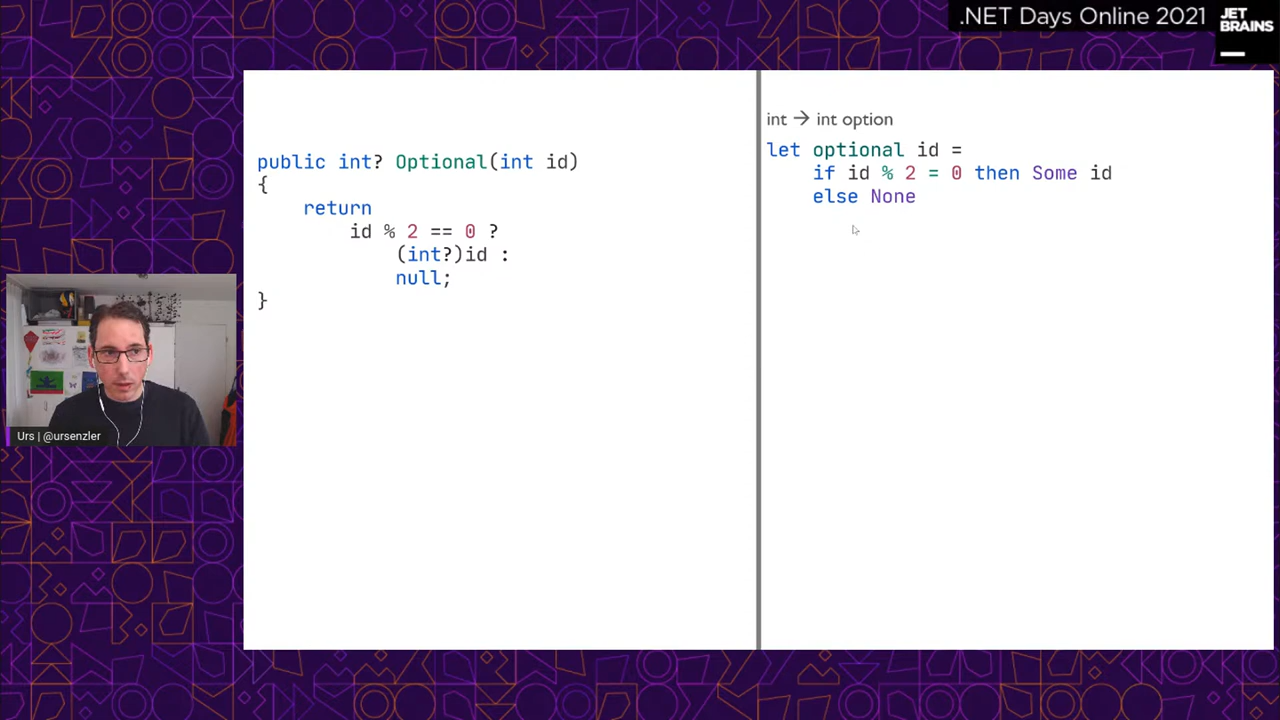 .NET Days Online 2021
JET
BRAINS
public int? Optional(int id)
{
return
id % 2 == 0 ?
(int?)id :
null;
}
int → int option
let optional id =
if id % 2 = 0 then Some id
else None
Urs | @ursenzler